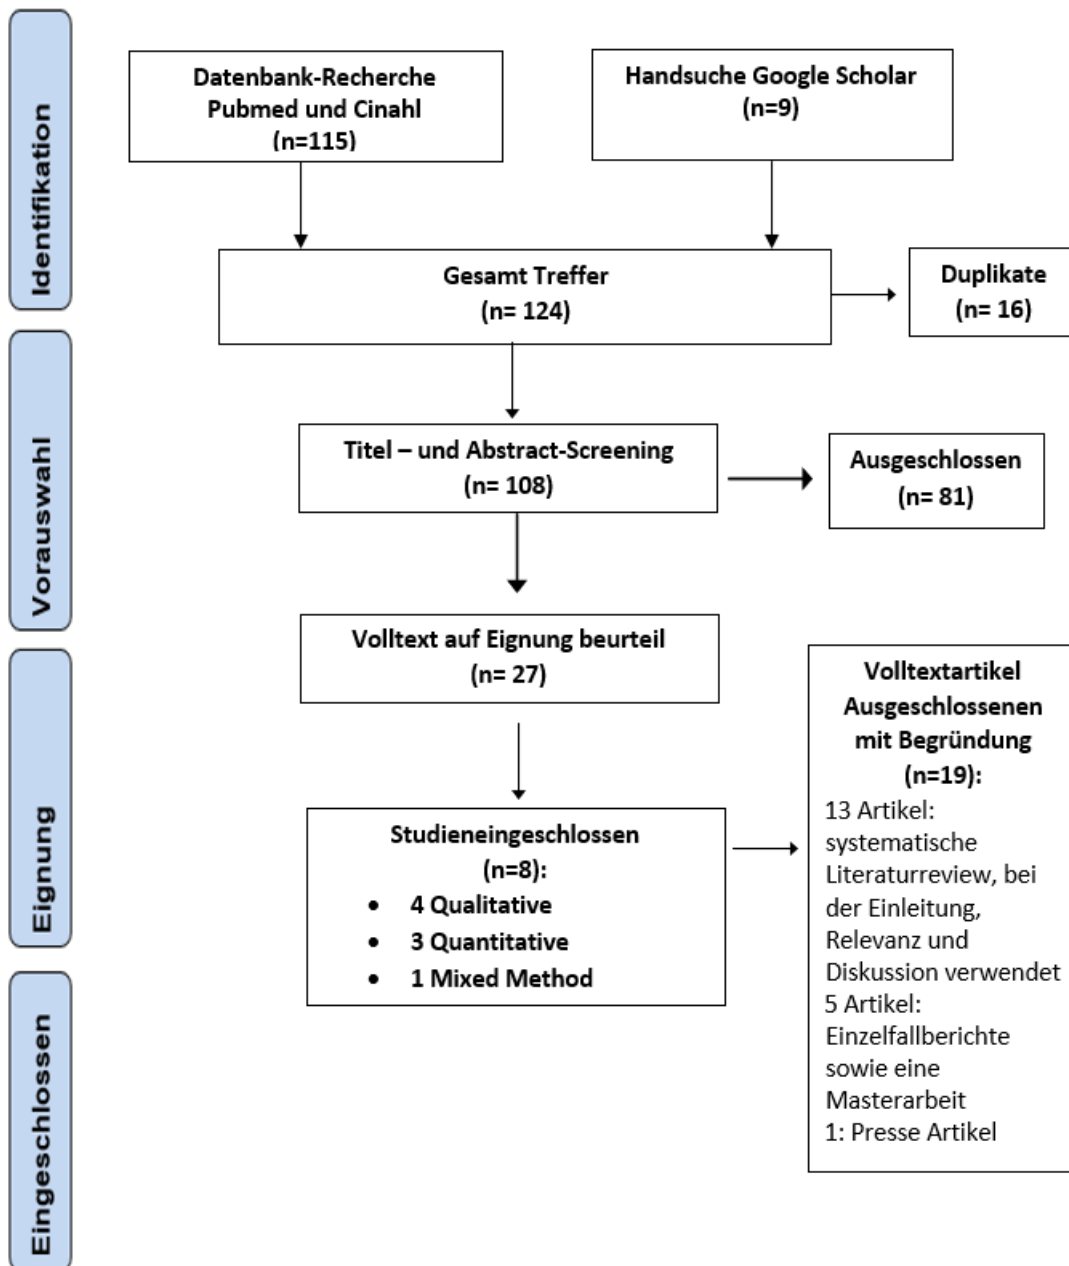 Identifikation
Datenbank-Recherche
Pubmed und Cinahl
(n=115)
Handsuche Google Scholar
(n=9)
Gesamt Treffer
(n= 124)
Duplikate
(n= 16)
Vorauswahl
Titel – und Abstract-Screening
(n= 108)
Ausgeschlossen
(n= 81)
Eignung
Volltext auf Eignung beurteil
(n= 27)
Volltextartikel
Ausgeschlossenen
mit Begründung
(n=19):
13 Artikel:
systematische
Literaturreview, bei
der Einleitung,
Relevanz und
Diskussion verwendet
5 Artikel:
Einzelfallberichte
sowie eine
Masterarbeit
1: Presse Artikel
Studieneingeschlossen
(n=8):
• 4 Qualitative
• 3 Quantitative
• 1 Mixed Method
Eingeschlossen